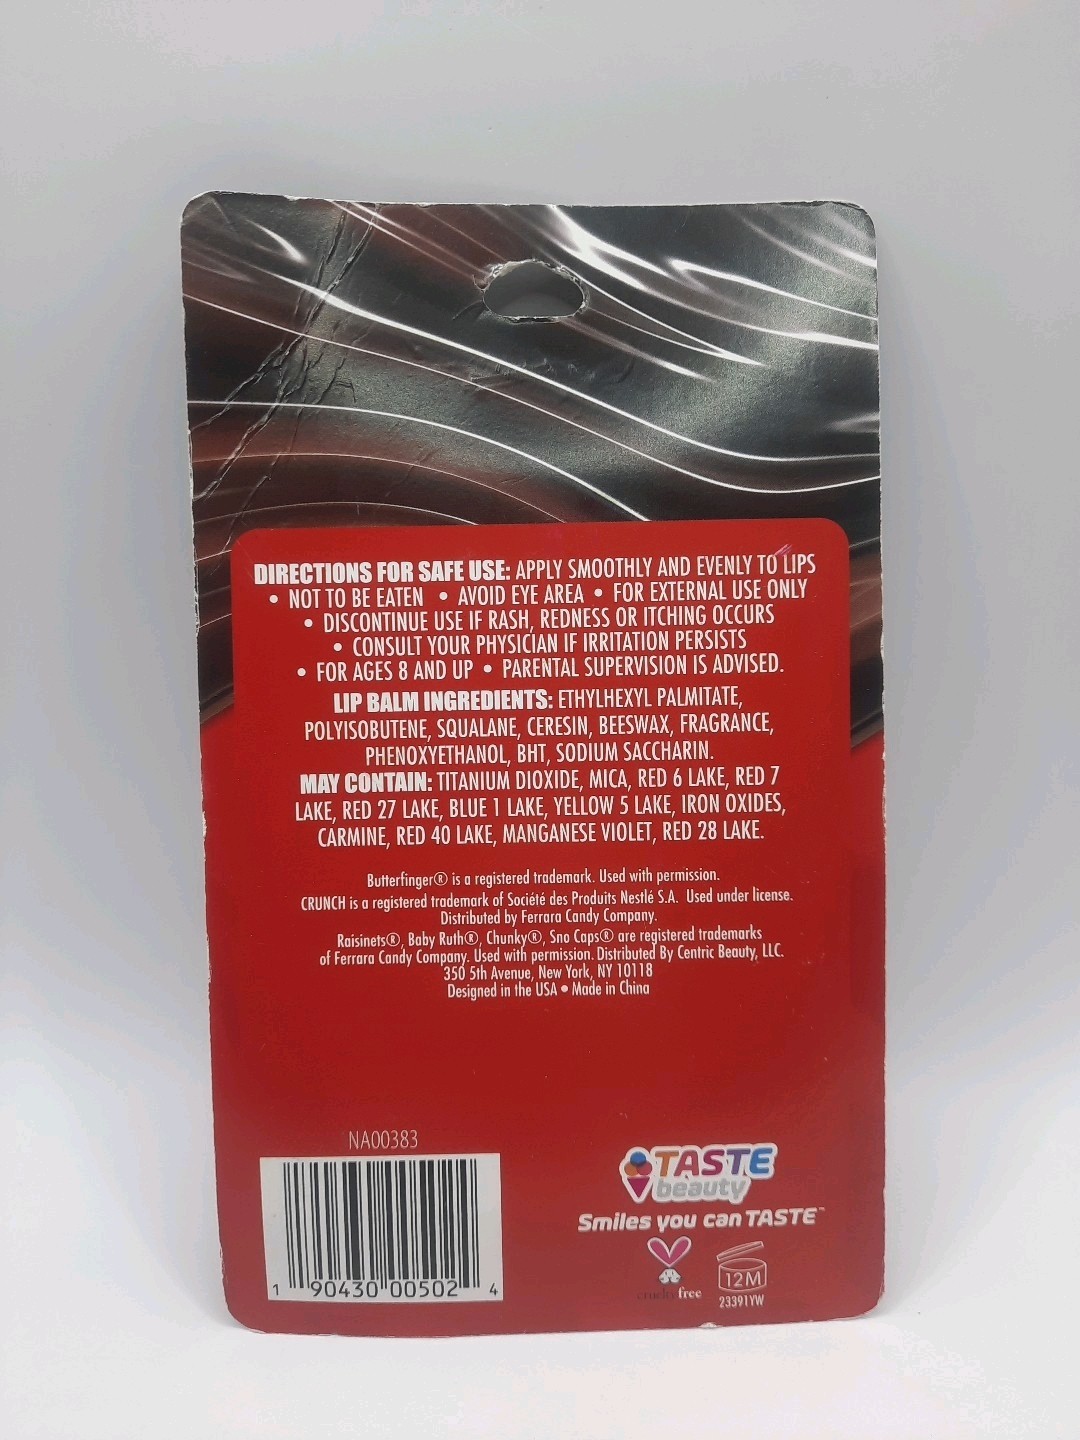 DIRECTIONS FOR SAFE USE: APPLY SMOOTHLY AND EVENLY TO LIPS
• NOT TO BE EATEN • AVOID EYE AREA • FOR EXTERNAL USE ONLY
• DISCONTINUE USE IF RASH, REDNESS OR ITCHING OCCURS
• CONSULT YOUR PHYSICIAN IF IRRITATION PERSISTS
• FOR AGES 8 AND UP • PARENTAL SUPERVISION IS ADVISED.
LIP BALM INGREDIENTS: ETHYLHEXYL PALMITATE,
POLYISOBUTENE, SQUALANE, CERESIN, BEESWAX, FRAGRANCE,
PHENOXYETHANOL, BHT, SODIUM SACCHARIN.
MAY CONTAIN: TITANIUM DIOXIDE, MICA, RED 6 LAKE, RED 7
LAKE, RED 27 LAKE, BLUE 1 LAKE, YELLOW 5 LAKE, IRON OXIDES,
CARMINE, RED 40 LAKE, MANGANESE VIOLET, RED 28 LAKE.
Butterfinger® is a registered trademark. Used with permission.
CRUNCH is a registered trademark of Société des Produits Nestlé S.A. Used under license.
Distributed by Ferrara Candy Company.
Raisinets®, Baby Ruth®, Chunky®, Sno Caps® are registered trademarks
of Ferrara Candy Company. Used with permission. Distributed By Centric Beauty, LLC.
350 5th Avenue, New York, NY 10118
Designed in the USA • Made in China
NA00383
1 90430 00502 4
TASTE
beauty
Smiles you can TASTE™
cruelty free
12M
23391YW